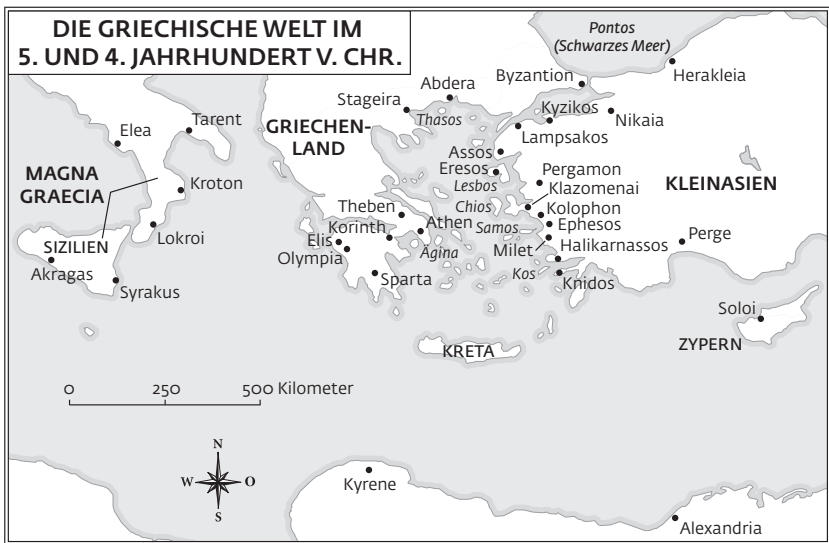 DIE GRIECHISCHE WELT IM
5. UND 4. JAHRHUNDERT V. CHR.
Pontos
(Schwarzes Meer)
Byzantion
Herakleia
Abdera
Stageira
Thasos
Kyzikos
Nikaia
Lampsakos
Elea
Tarent
GRIECHEN-
LAND
Assos
Eresos
Lesbos
Pergamon
Klazomenai
KLEINASIEN
MAGNA
GRAECIA
Kroton
Theben
Chios
Kolophon
Athen
Samos
Ephesos
Korinth
Elis
Olympia
Ägina
Milet
Halikarnassos
Perge
Lokroi
SIZILIEN
Akragas
Syrakus
Sparta
Kos
Knidos
Soloi
ZYPERN
KRETA
0 250 500 Kilometer
N
W O
S
Kyrene
Alexandria